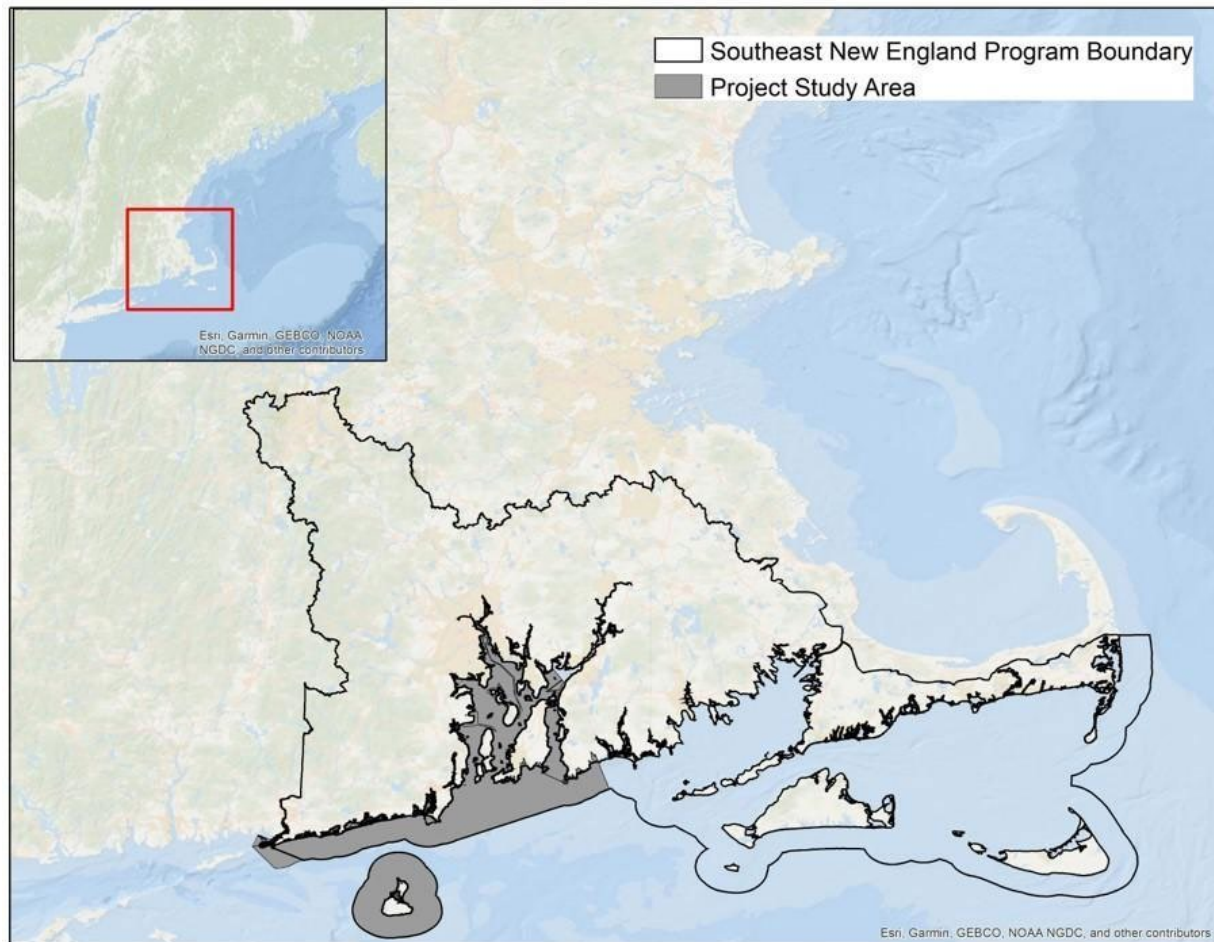 Southeast New England Program Boundary
Project Study Area
Esri, Garmin, GEBCO, NOAA
NGDC, and other contributors
Esri, Garmin, GEBCO, NOAA NGDC, and other contributors